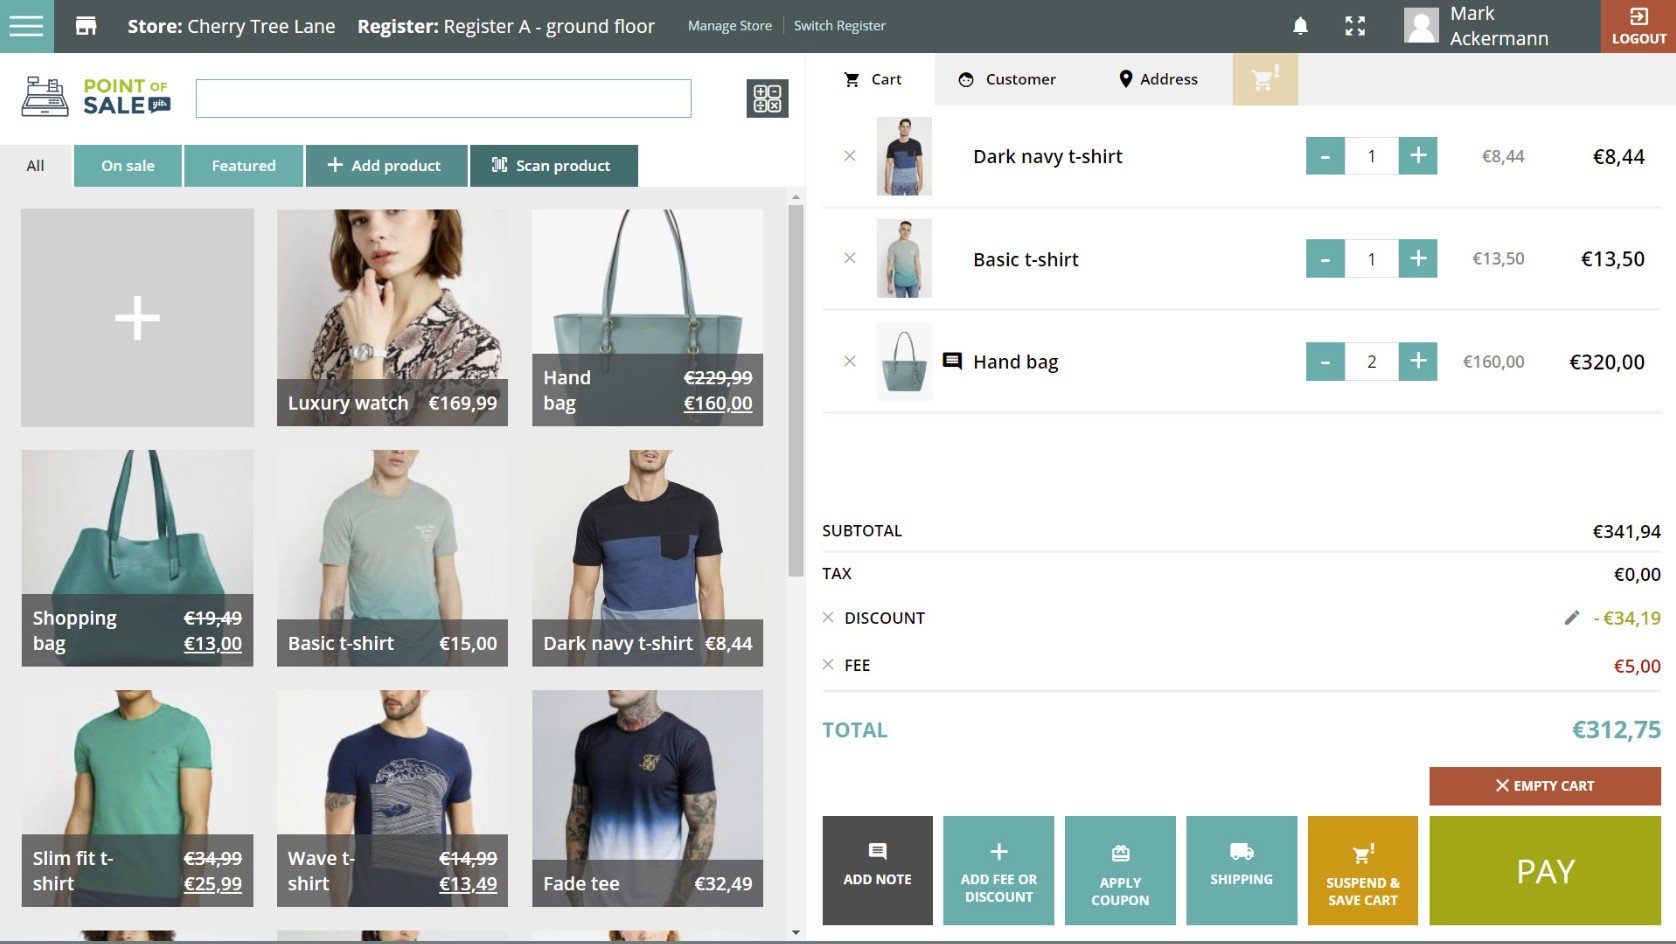 Store: Cherry Tree Lane Register: Register A - ground floor Manage Store Switch Register
Mark
Ackermann
LOGOUT
POINT OF
SALE yith
Cart Customer Address
All On sale Featured Add product Scan product
Luxury watch €169,99
Hand €229,99
bag €160,00
Shopping €19,49
bag €13,00
Basic t-shirt €15,00
Dark navy t-shirt €8,44
Slim fit t- €34,99
shirt €25,99
Wave t- €14,99
shirt €13,49
Fade tee €32,49
Dark navy t-shirt - 1 + €8,44 €8,44
Basic t-shirt - 1 + €13,50 €13,50
Hand bag - 2 + €160,00 €320,00
SUBTOTAL €341,94
TAX €0,00
DISCOUNT - €34,19
FEE €5,00
TOTAL €312,75
EMPTY CART
ADD NOTE
ADD FEE OR
DISCOUNT
APPLY
COUPON
SHIPPING
SUSPEND &
SAVE CART
PAY